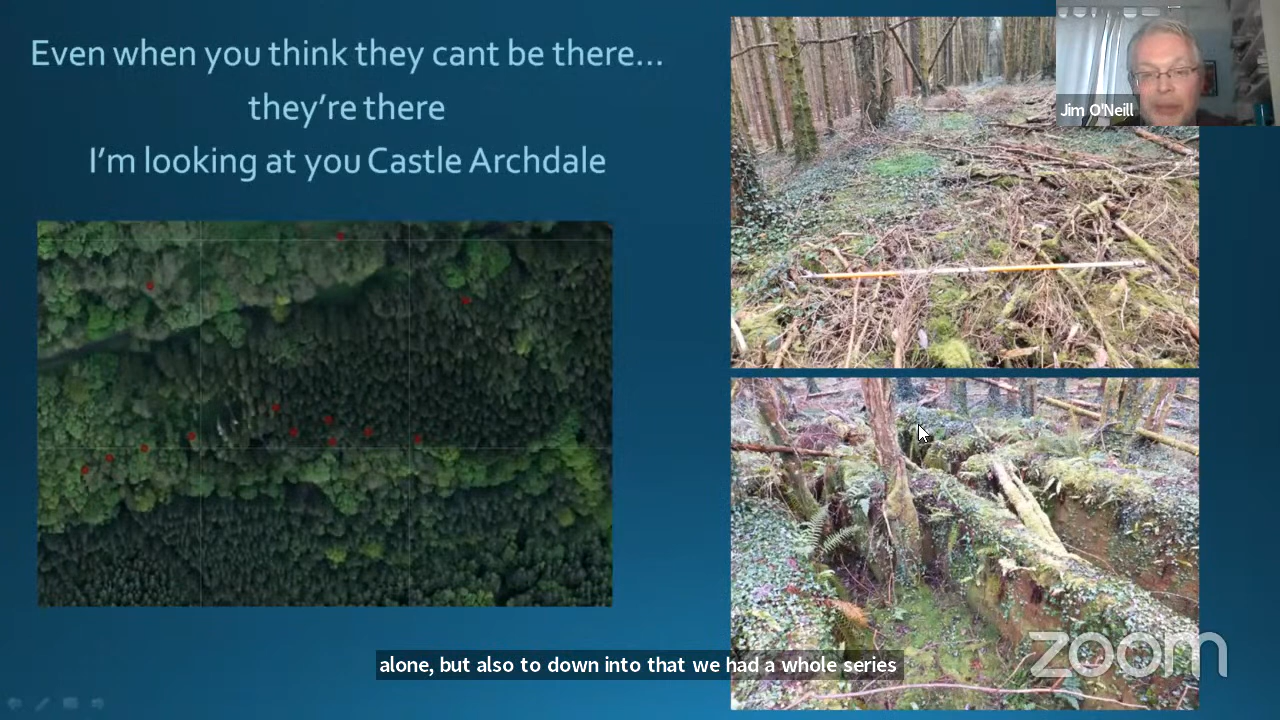 Even when you think they cant be there...
they're there
I'm looking at you Castle Archdale
Jim O'Neill
alone, but also to down into that we had a whole series
zoom